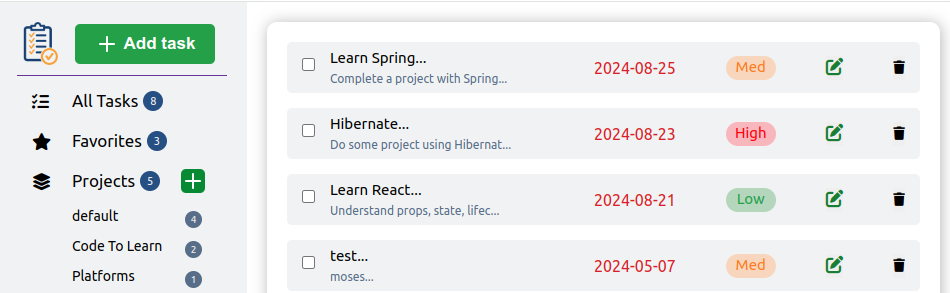 Add task
All Tasks 8
Favorites 3
Projects 5
default 4
Code To Learn 2
Platforms 1
Learn Spring...
Complete a project with Spring...
2024-08-25 Med
Hibernate...
Do some project using Hibernat...
2024-08-23 High
Learn React...
Understand props, state, lifec...
2024-08-21 Low
test...
moses...
2024-05-07 Med